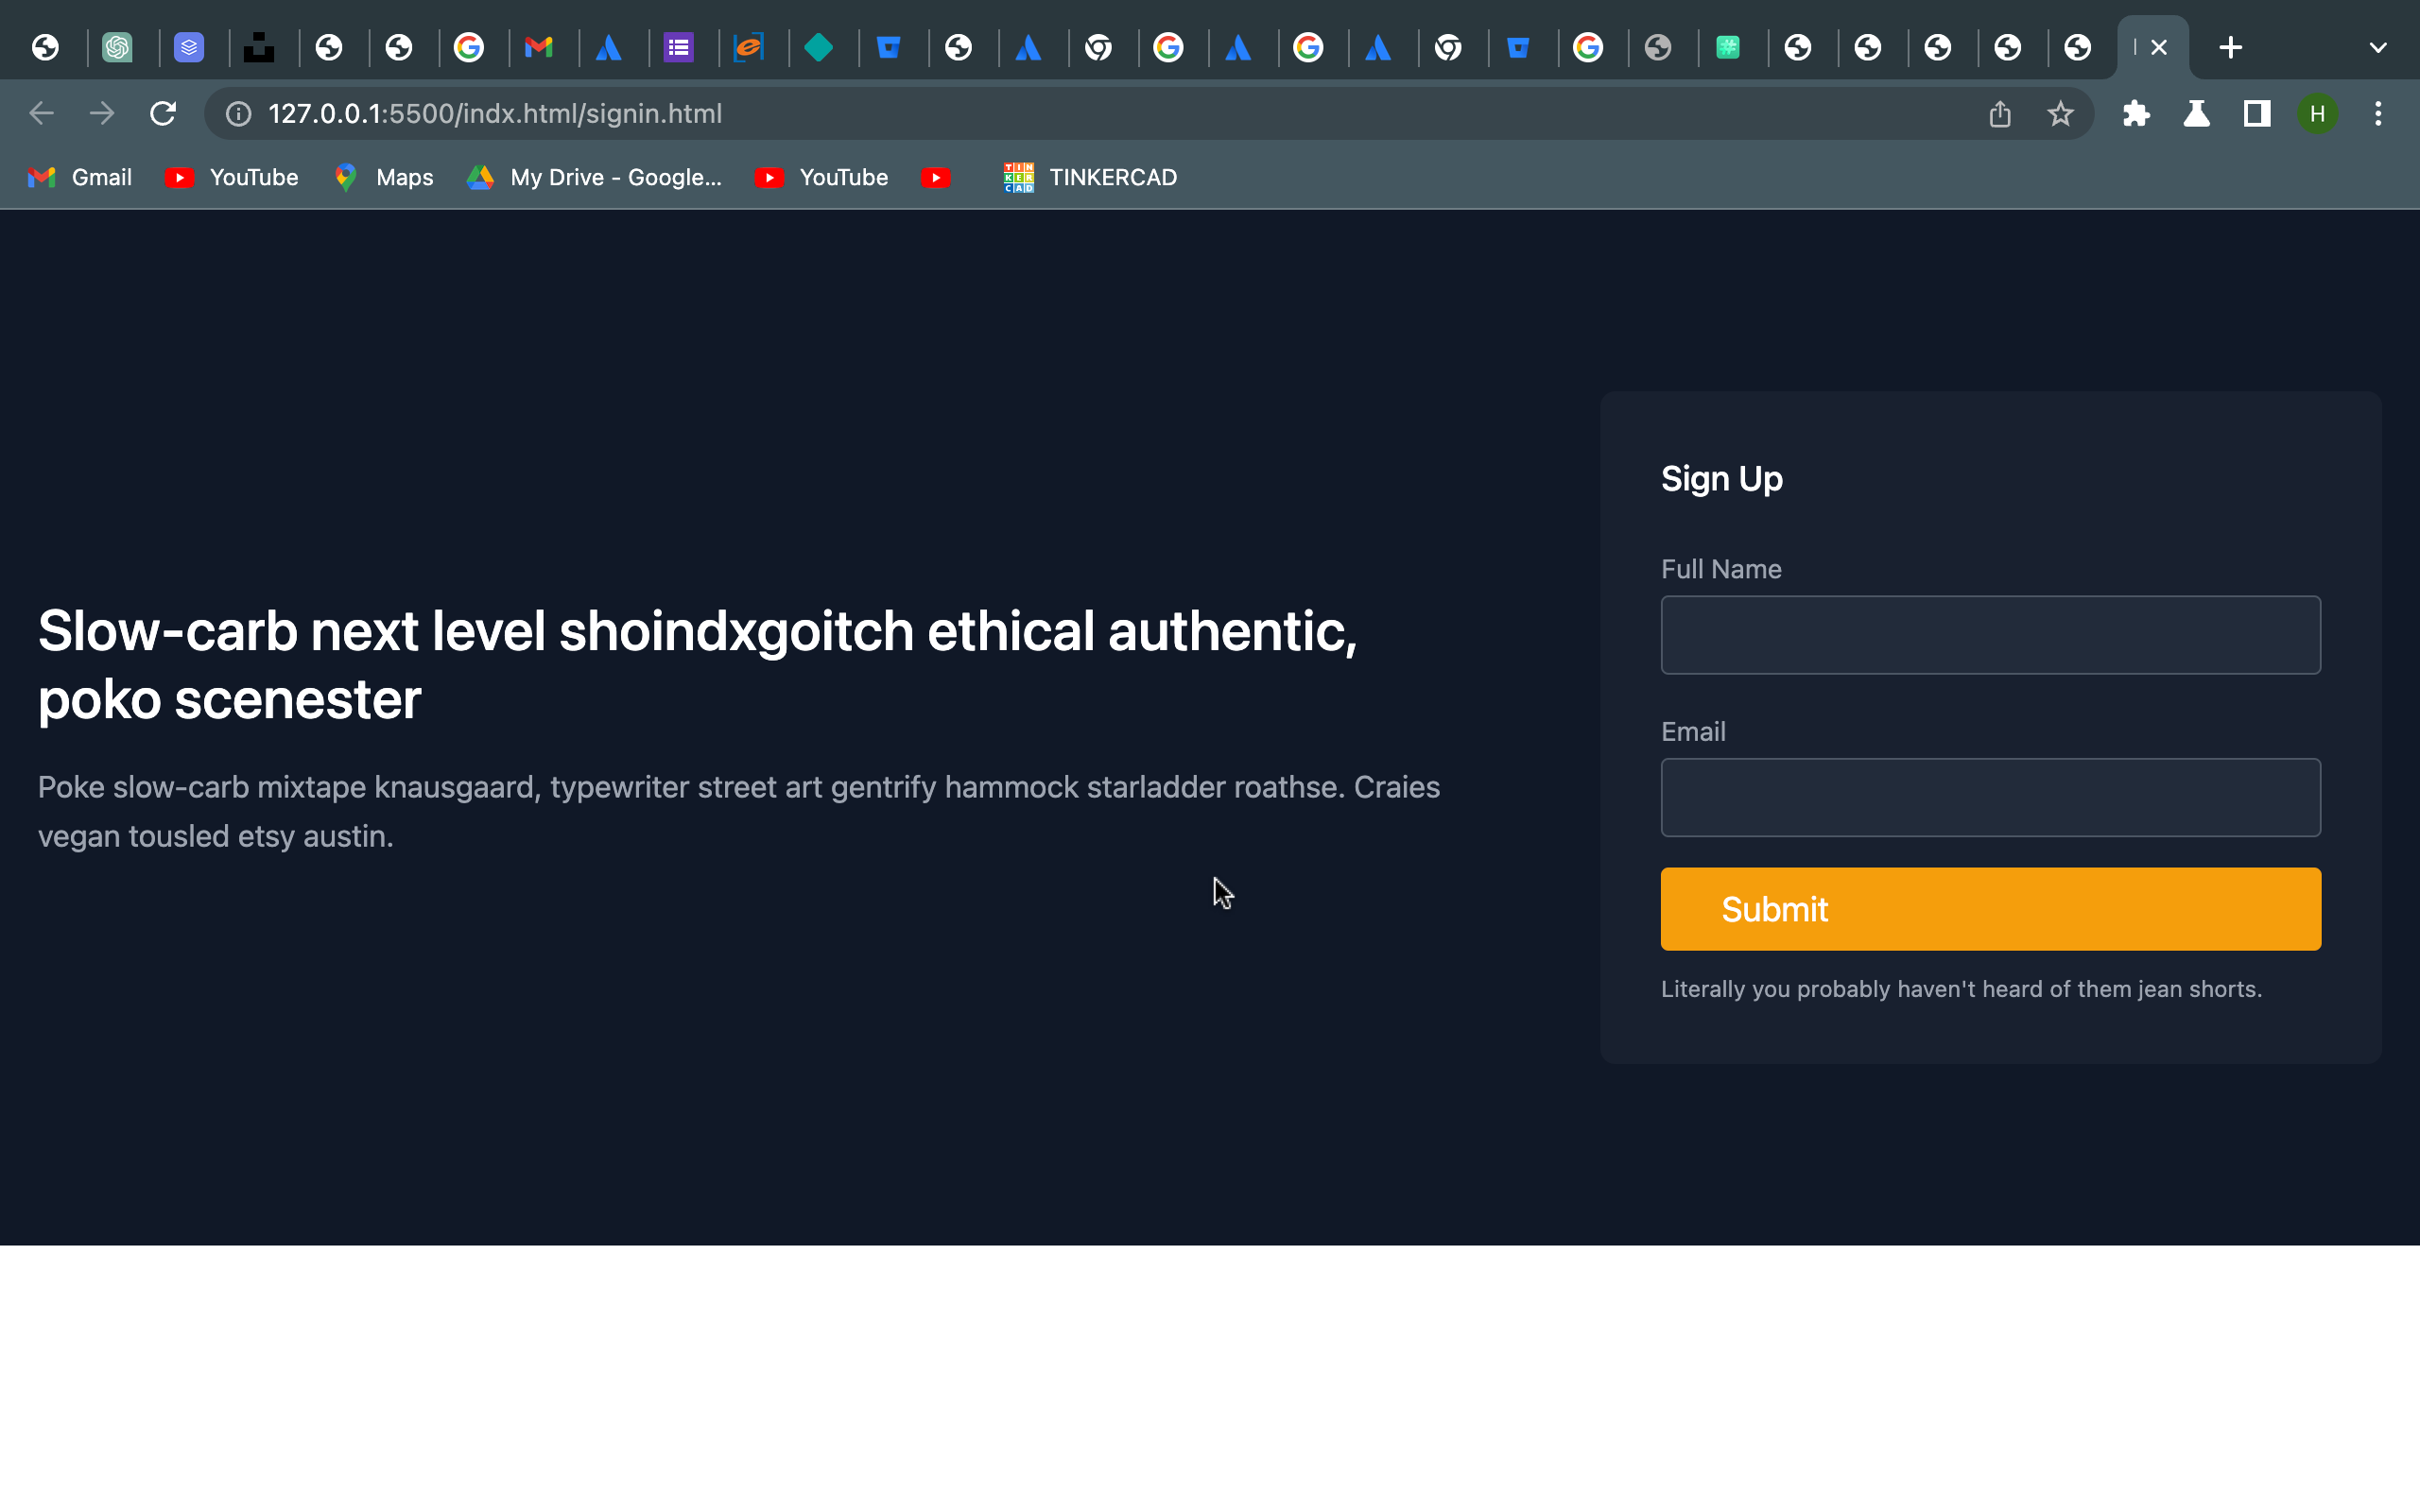 H
127.0.0.1:5500/indx.html/signin.html
Gmail YouTube Maps My Drive - Google... YouTube TINKERCAD
Slow-carb next level shoindxgoitch ethical authentic,
poko scenester
Poke slow-carb mixtape knausgaard, typewriter street art gentrify hammock starladder roathse. Craies
vegan tousled etsy austin.
Sign Up
Full Name
Email
Submit
Literally you probably haven't heard of them jean shorts.